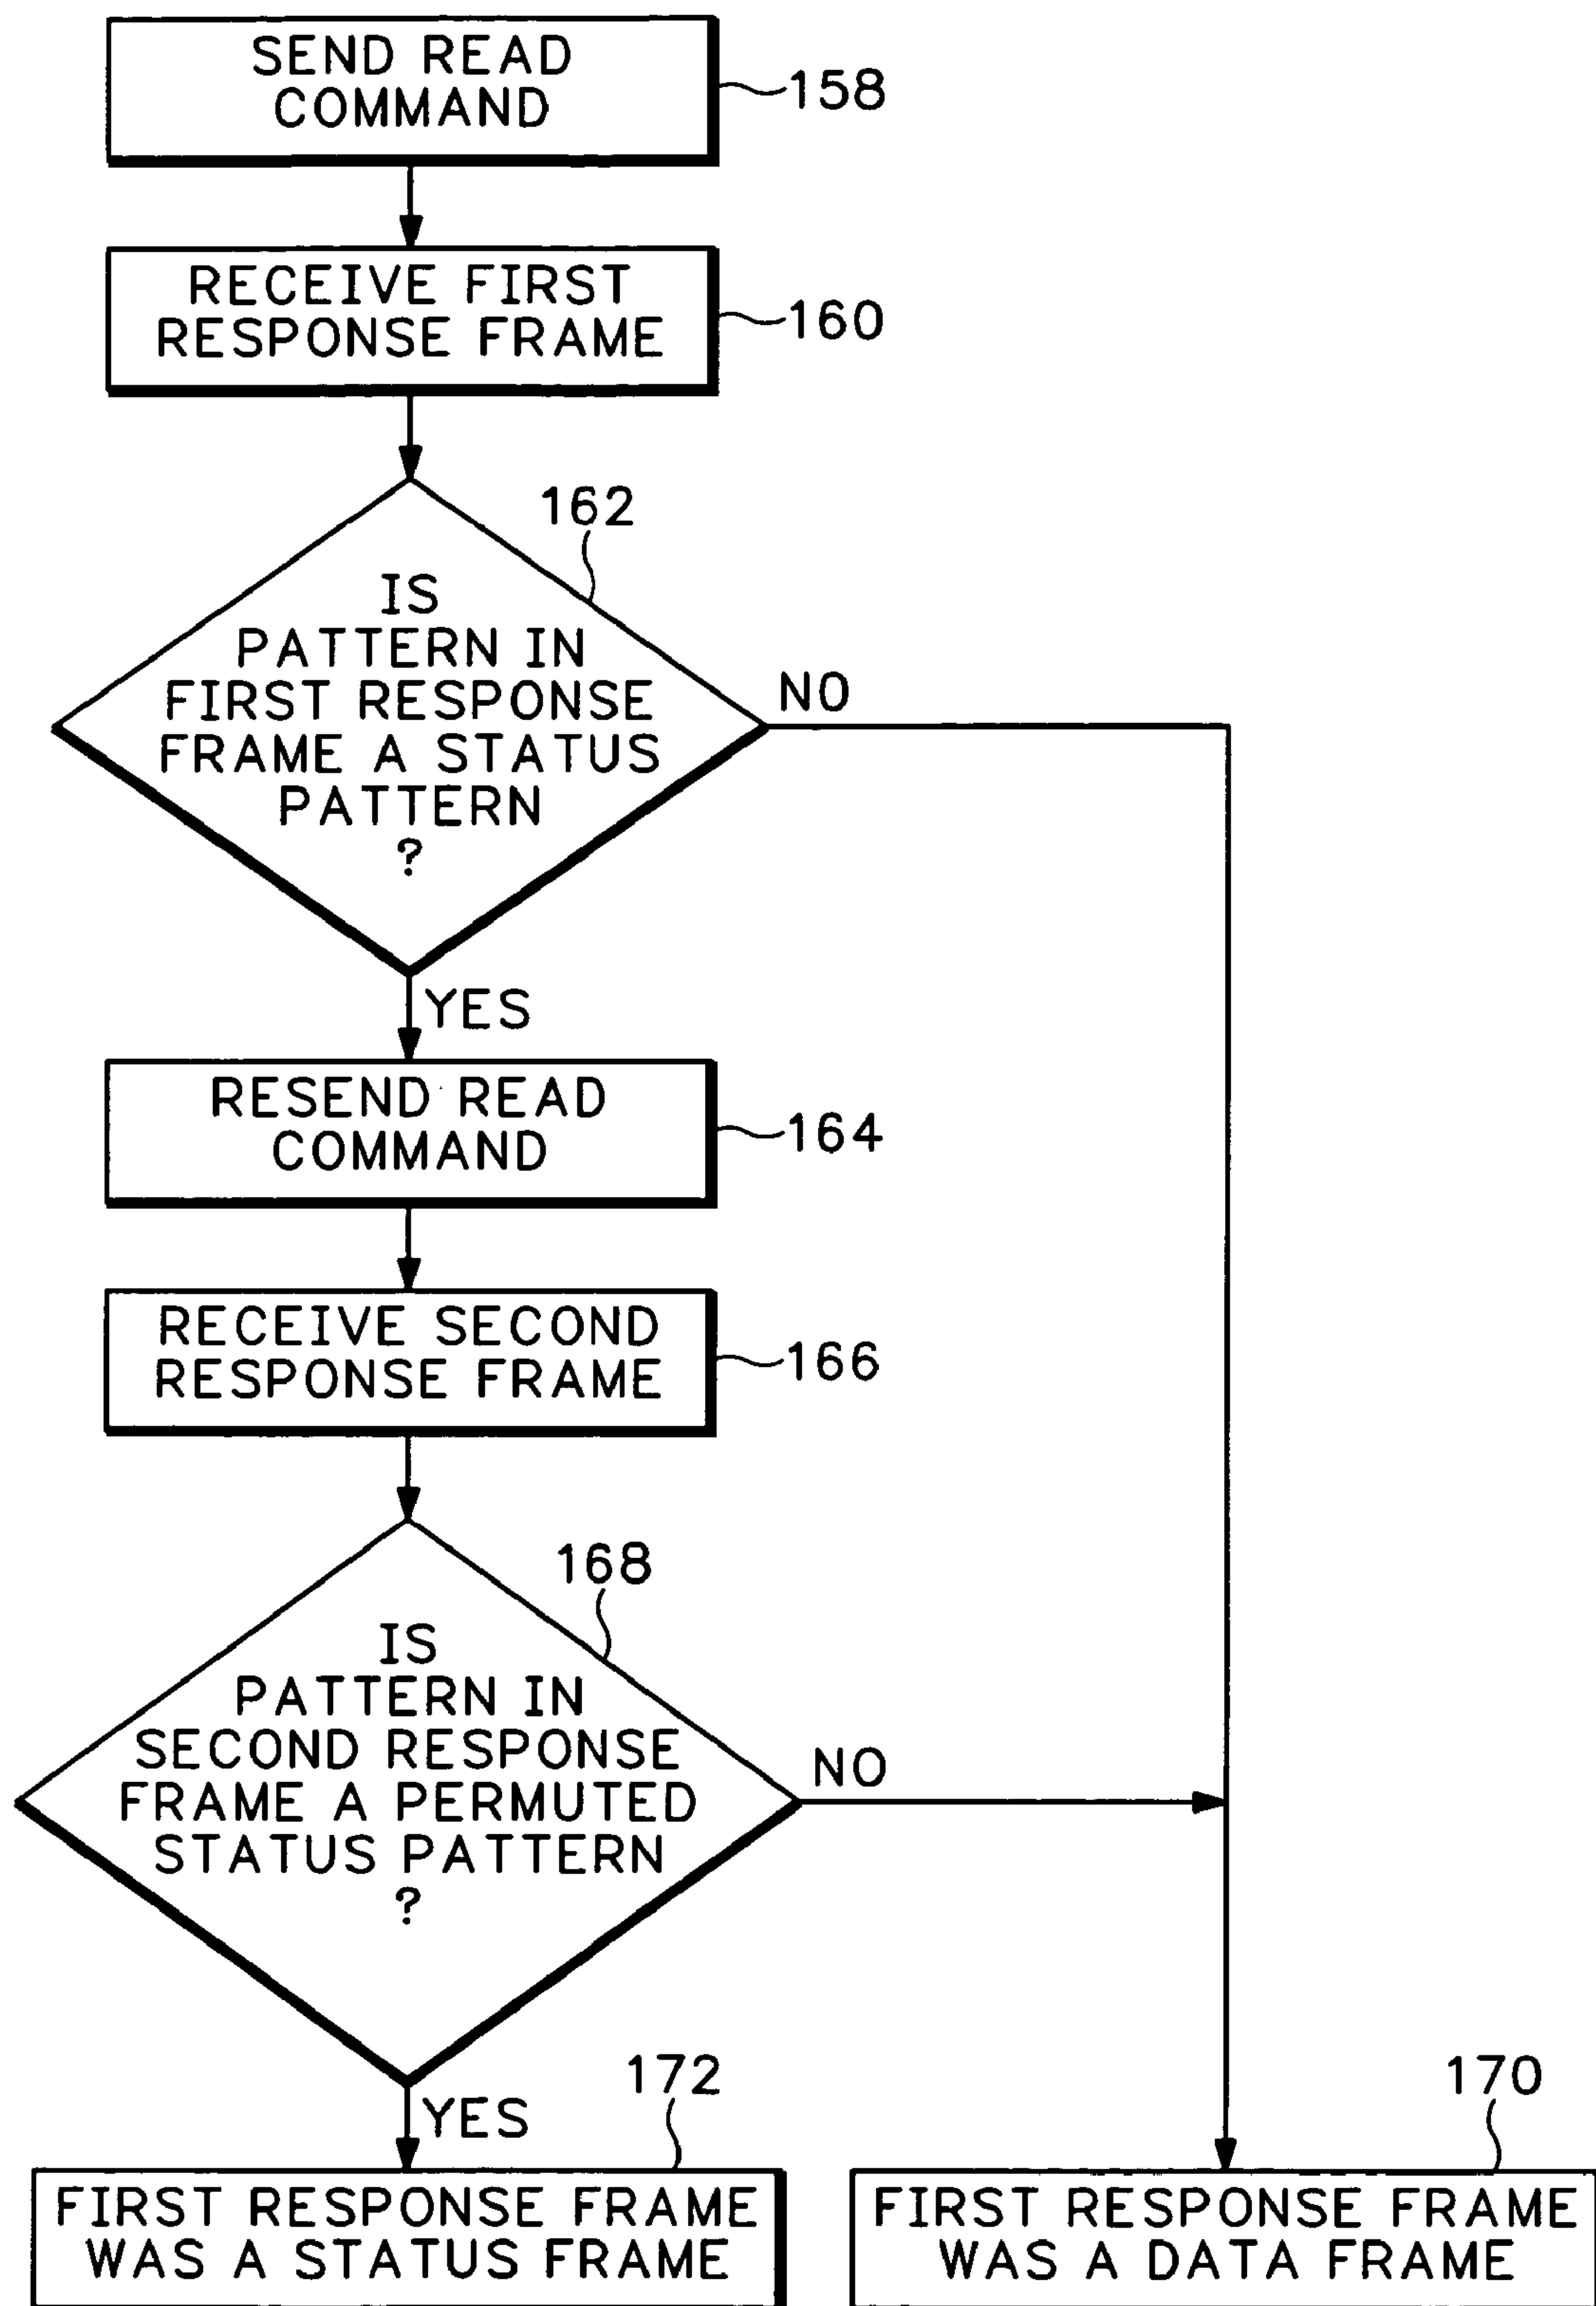 SEND READ
COMMAND
158
RECEIVE FIRST
RESPONSE FRAME
160
162
IS
PATTERN IN
FIRST RESPONSE
FRAME A STATUS
PATTERN
?
NO
YES
RESEND READ
COMMAND
164
RECEIVE SECOND
RESPONSE FRAME
166
168
IS
PATTERN IN
SECOND RESPONSE
FRAME A PERMUTED
STATUS PATTERN
?
NO
YES
172
170
FIRST RESPONSE FRAME
WAS A STATUS FRAME
FIRST RESPONSE FRAME
WAS A DATA FRAME